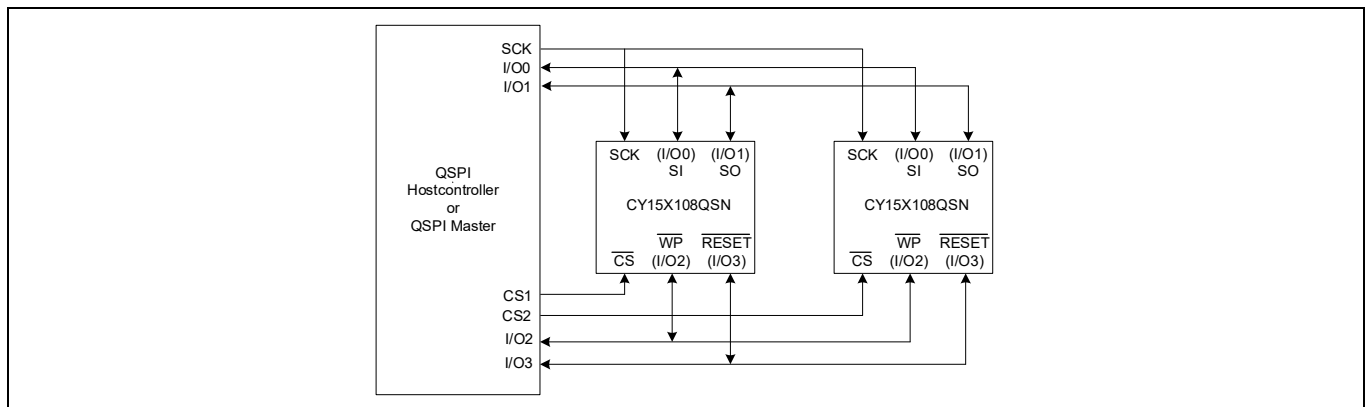 SCK
I/O0
I/O1
QSPI
Hostcontroller
or
QSPI Master
CS1
CS2
I/O2
I/O3
SCK (I/O0) (I/O1)
SI SO
CY15X108QSN
WP RESET
CS (I/O2) (I/O3)
SCK (I/O0) (I/O1)
SI SO
CY15X108QSN
WP RESET
CS (I/O2) (I/O3)